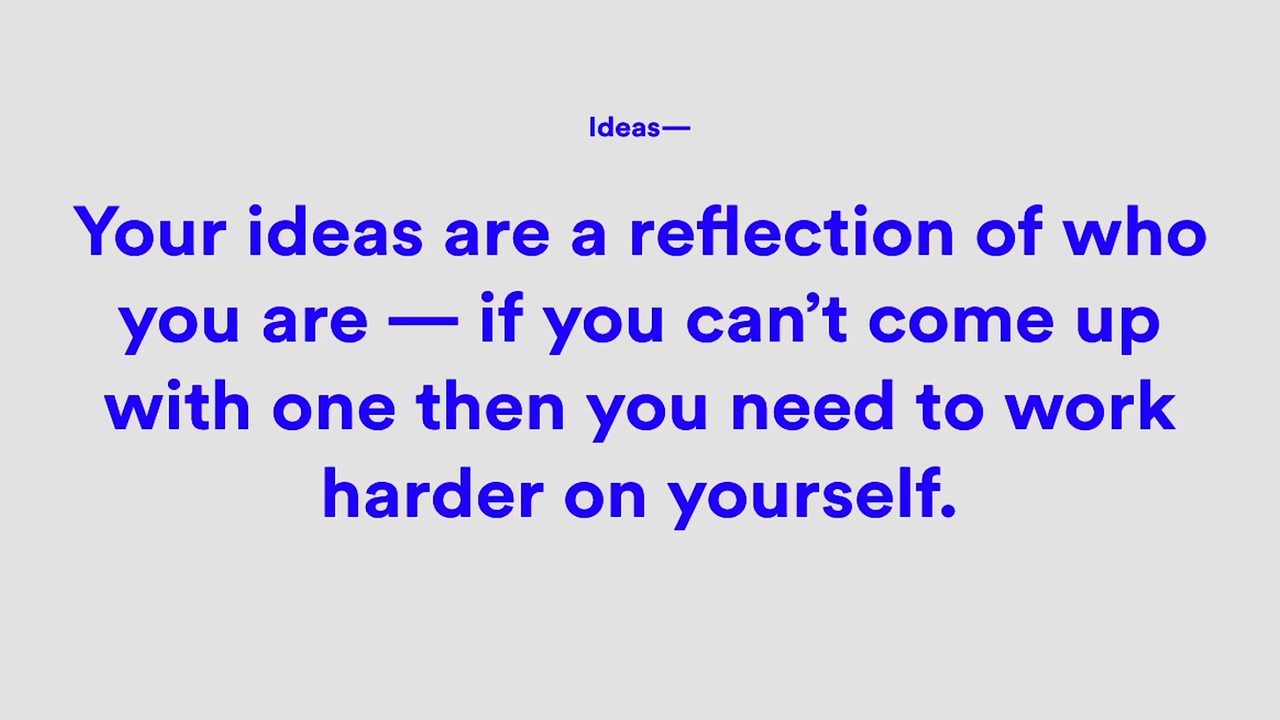 Ideas—
Your ideas are a reflection of who
you are — if you can’t come up
with one then you need to work
harder on yourself.